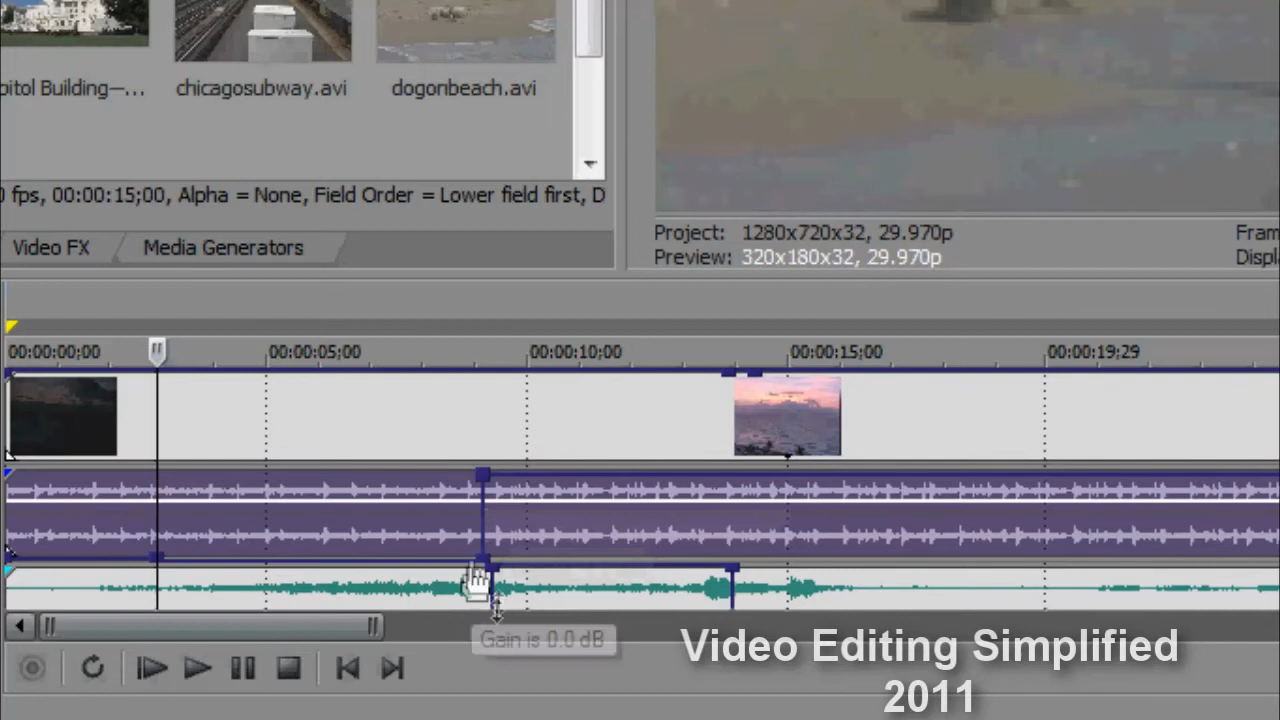 pitol Building—...
chicagosubway.avi
dogonbeach.avi
0 fps, 00:00:15;00, Alpha = None, Field Order = Lower field first, D
Video FX
Media Generators
Project: 1280x720x32, 29.970p
Fram
Preview: 320x180x32, 29.970p
Displ
00:00:00;00
00:00:05;00
00:00:10;00
00:00:15;00
00:00:19;29
Gain is 0.0 dB
Video Editing Simplified
2011